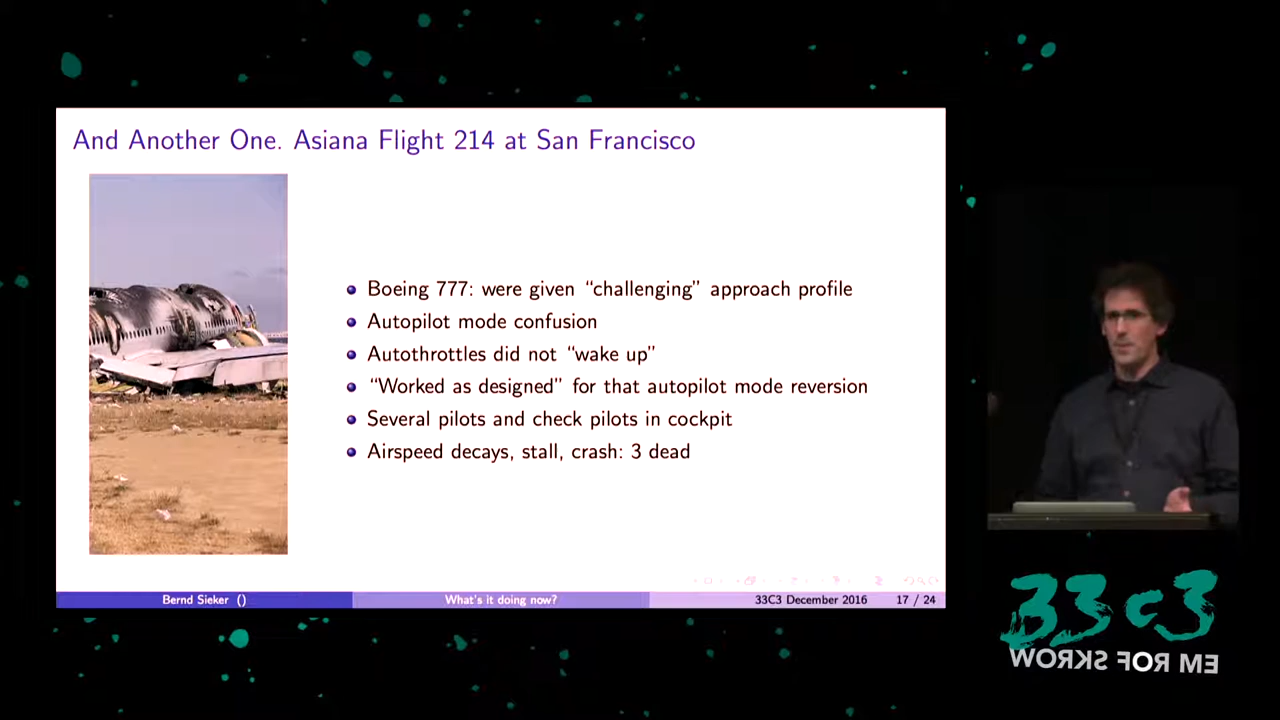 And Another One. Asiana Flight 214 at San Francisco
Boeing 777: were given “challenging” approach profile
Autopilot mode confusion
Autothrottles did not “wake up”
“Worked as designed” for that autopilot mode reversion
Several pilots and check pilots in cockpit
Airspeed decays, stall, crash: 3 dead
Bernd Sieker ()
What's it doing now?
33C3 December 2016
17 / 24
33c3
WORKS FOR ME